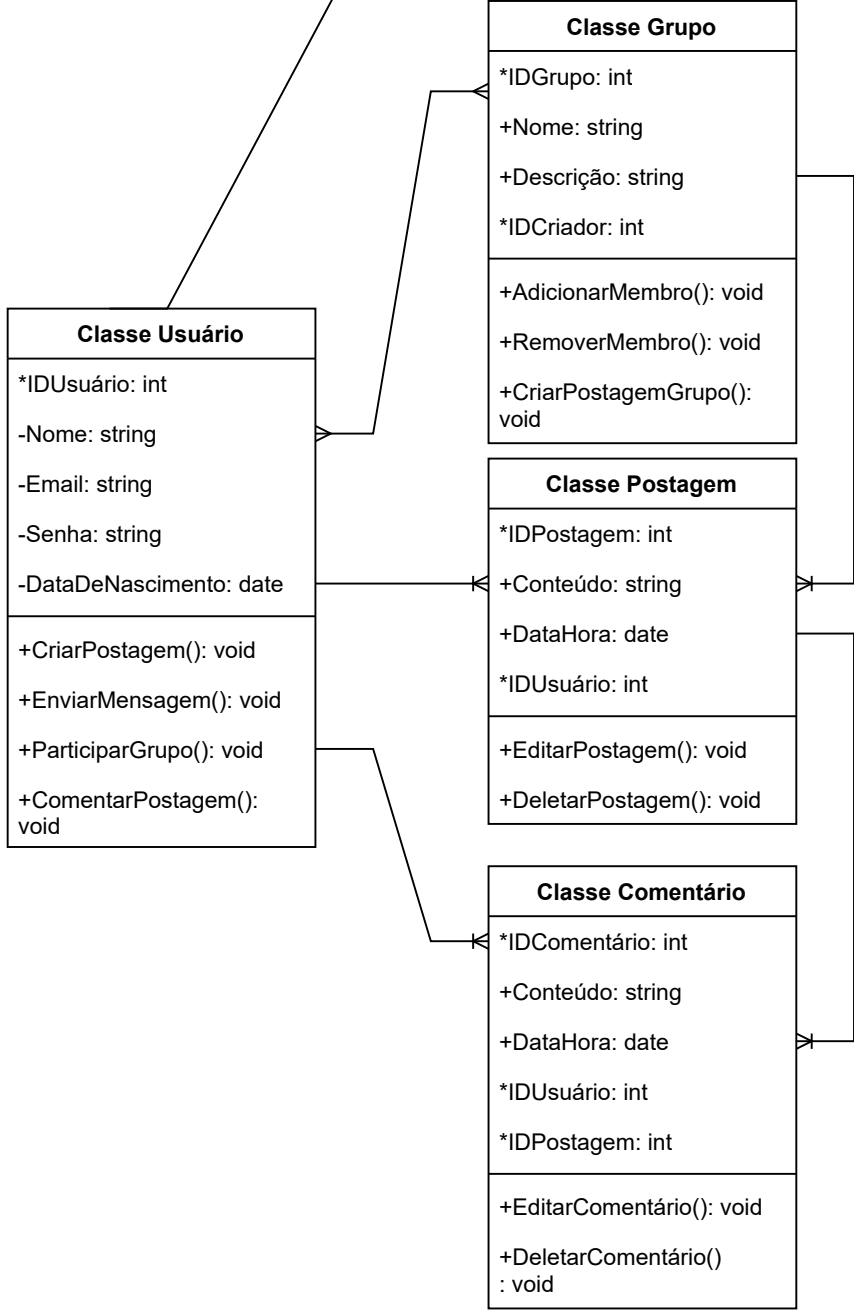 Classe Grupo
*IDGrupo: int
+Nome: string
+Descrição: string
*IDCriador: int
+AdicionarMembro(): void
+RemoverMembro(): void
+CriarPostagemGrupo():
void
Classe Usuário
*IDUsuário: int
-Nome: string
-Email: string
-Senha: string
-DataDeNascimento: date
+CriarPostagem(): void
+EnviarMensagem(): void
+ParticiparGrupo(): void
+ComentarPostagem():
void
Classe Postagem
*IDPostagem: int
+Conteúdo: string
+DataHora: date
*IDUsuário: int
+EditarPostagem(): void
+DeletarPostagem(): void
Classe Comentário
*IDComentário: int
+Conteúdo: string
+DataHora: date
*IDUsuário: int
*IDPostagem: int
+EditarComentário(): void
+DeletarComentário()
: void